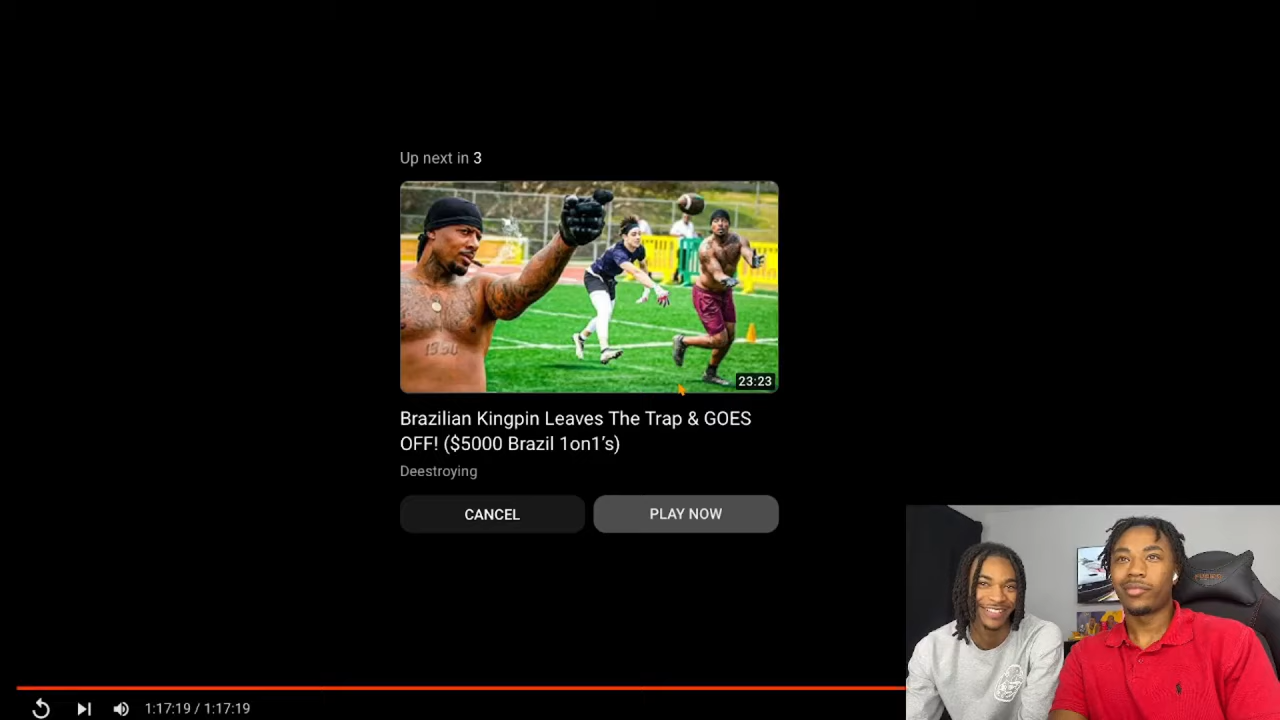 Up next in 3
1990
23:23
Brazilian Kingpin Leaves The Trap & GOES
OFF! ($5000 Brazil 1on1's)
Deestroying
CANCEL
PLAY NOW
1:17:19 / 1:17:19